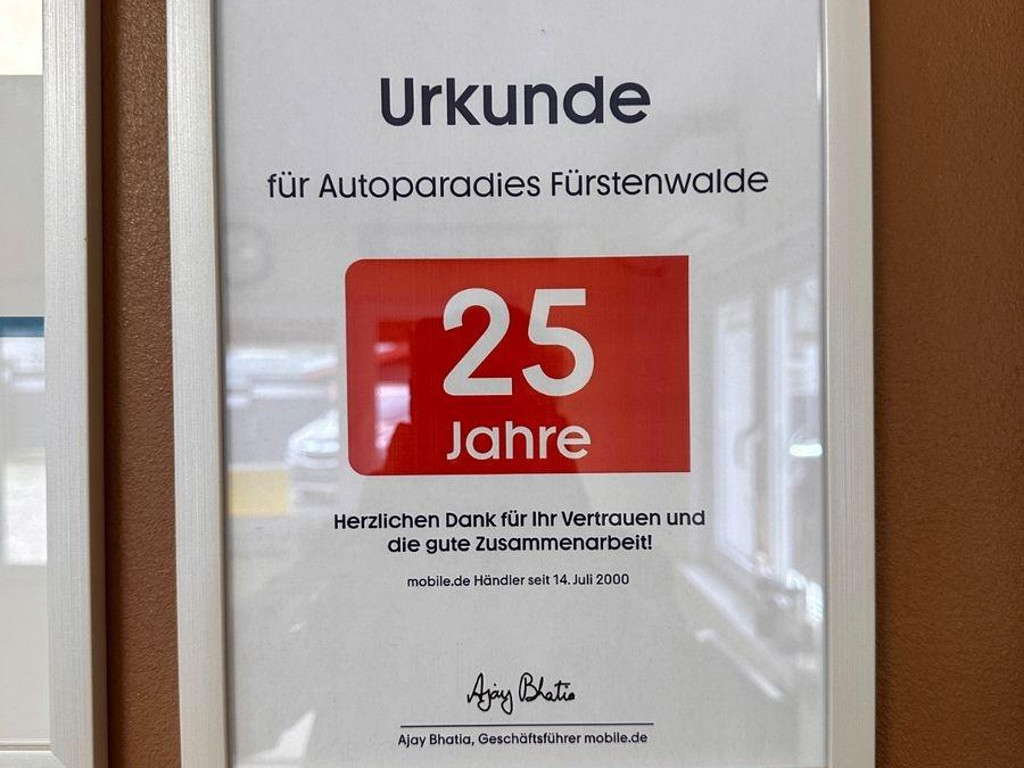 Urkunde
für Autoparadies Fürstenwalde
25
Jahre
Herzlichen Dank für Ihr Vertrauen und
die gute Zusammenarbeit!
mobile.de Händler seit 14. Juli 2000
Ajay Bhatia
Ajay Bhatia, Geschäftsführer mobile.de